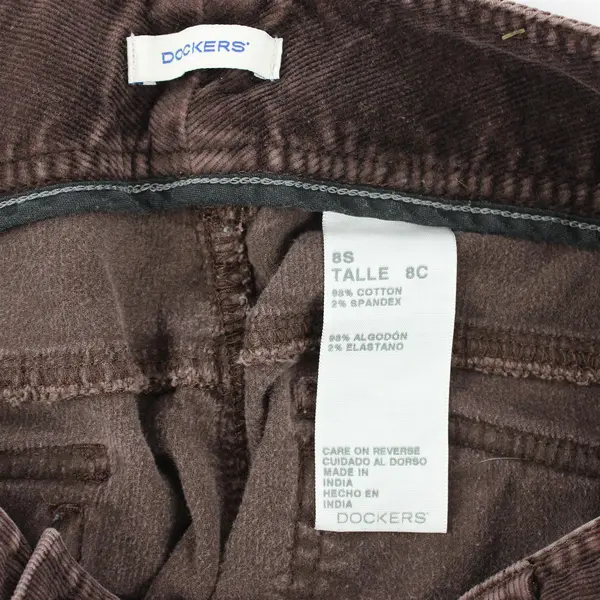 DOCKERS®
8S
TALLE 8C
98% COTTON
2% SPANDEX
98% ALGODÓN
2% ELASTANO
CARE ON REVERSE
CUIDADO AL DORSO
MADE IN
INDIA
HECHO EN
INDIA
DOCKERS®